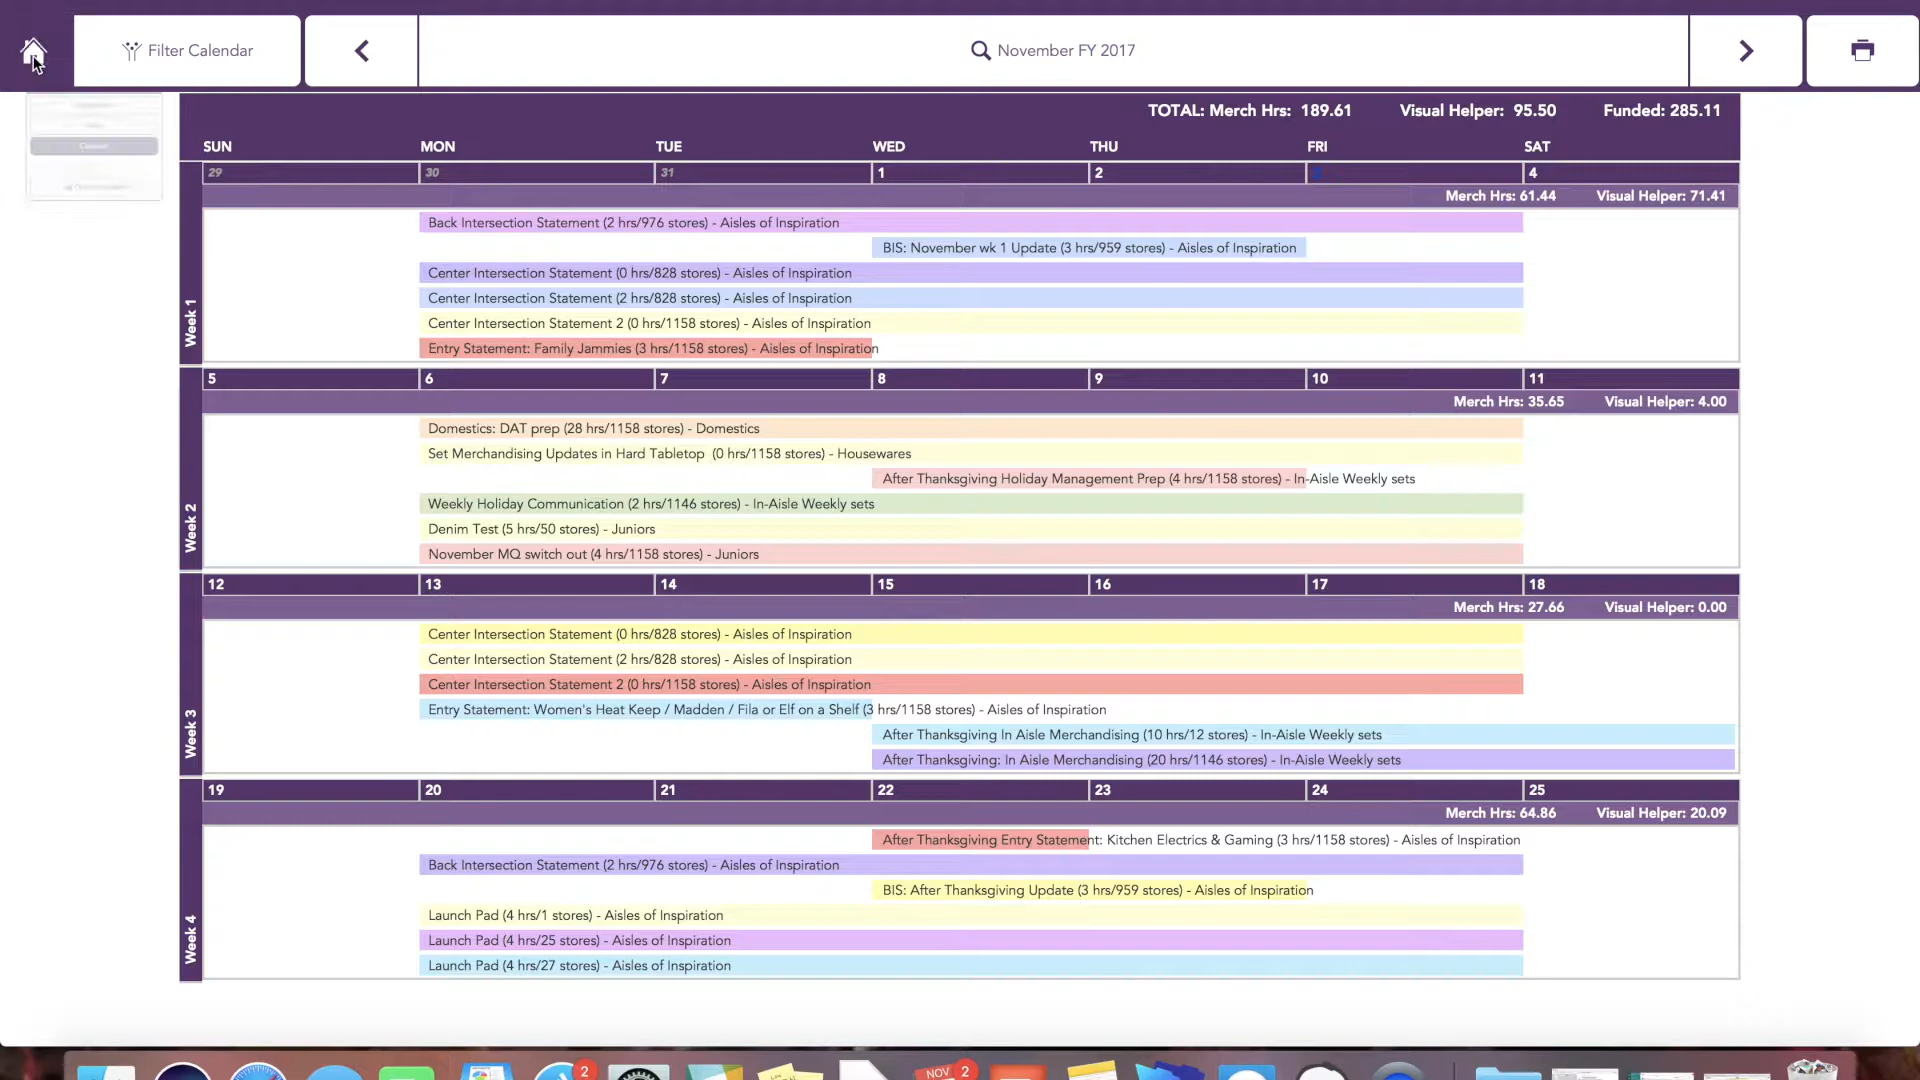 Filter Calendar
November FY 2017
TOTAL: Merch Hrs: 189.61 Visual Helper: 95.50 Funded: 285.11
SUN MON TUE WED THU FRI SAT
29 30 31 1 2 3 4
Merch Hrs: 61.44 Visual Helper: 71.41
Week 1
Back Intersection Statement (2 hrs/976 stores) - Aisles of Inspiration
BIS: November wk 1 Update (3 hrs/959 stores) - Aisles of Inspiration
Center Intersection Statement (0 hrs/828 stores) - Aisles of Inspiration
Center Intersection Statement (2 hrs/828 stores) - Aisles of Inspiration
Center Intersection Statement 2 (0 hrs/1158 stores) - Aisles of Inspiration
Entry Statement: Family Jammies (3 hrs/1158 stores) - Aisles of Inspiration
5 6 7 8 9 10 11
Merch Hrs: 35.65 Visual Helper: 4.00
Week 2
Domestics: DAT prep (28 hrs/1158 stores) - Domestics
Set Merchandising Updates in Hard Tabletop (0 hrs/1158 stores) - Housewares
After Thanksgiving Holiday Management Prep (4 hrs/1158 stores) - In-Aisle Weekly sets
Weekly Holiday Communication (2 hrs/1146 stores) - In-Aisle Weekly sets
Denim Test (5 hrs/50 stores) - Juniors
November MQ switch out (4 hrs/1158 stores) - Juniors
12 13 14 15 16 17 18
Merch Hrs: 27.66 Visual Helper: 0.00
Week 3
Center Intersection Statement (0 hrs/828 stores) - Aisles of Inspiration
Center Intersection Statement (2 hrs/828 stores) - Aisles of Inspiration
Center Intersection Statement 2 (0 hrs/1158 stores) - Aisles of Inspiration
Entry Statement: Women's Heat Keep / Madden / Fila or Elf on a Shelf (3 hrs/1158 stores) - Aisles of Inspiration
After Thanksgiving In Aisle Merchandising (10 hrs/12 stores) - In-Aisle Weekly sets
After Thanksgiving: In Aisle Merchandising (20 hrs/1146 stores) - In-Aisle Weekly sets
19 20 21 22 23 24 25
Merch Hrs: 64.86 Visual Helper: 20.09
Week 4
After Thanksgiving Entry Statement: Kitchen Electrics & Gaming (3 hrs/1158 stores) - Aisles of Inspiration
Back Intersection Statement (2 hrs/976 stores) - Aisles of Inspiration
BIS: After Thanksgiving Update (3 hrs/959 stores) - Aisles of Inspiration
Launch Pad (4 hrs/1 stores) - Aisles of Inspiration
Launch Pad (4 hrs/25 stores) - Aisles of Inspiration
Launch Pad (4 hrs/27 stores) - Aisles of Inspiration
2 NOV 2